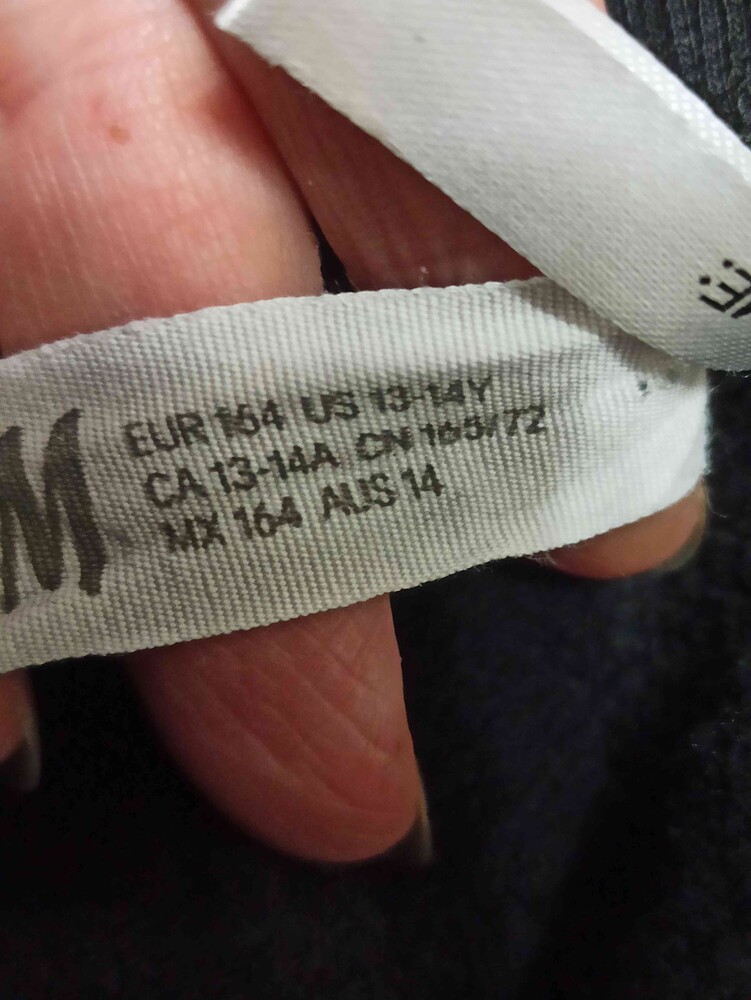 M
EUR 164 US 13-14Y
CA 13-14A CN 165/72
MX 164 AUS 14